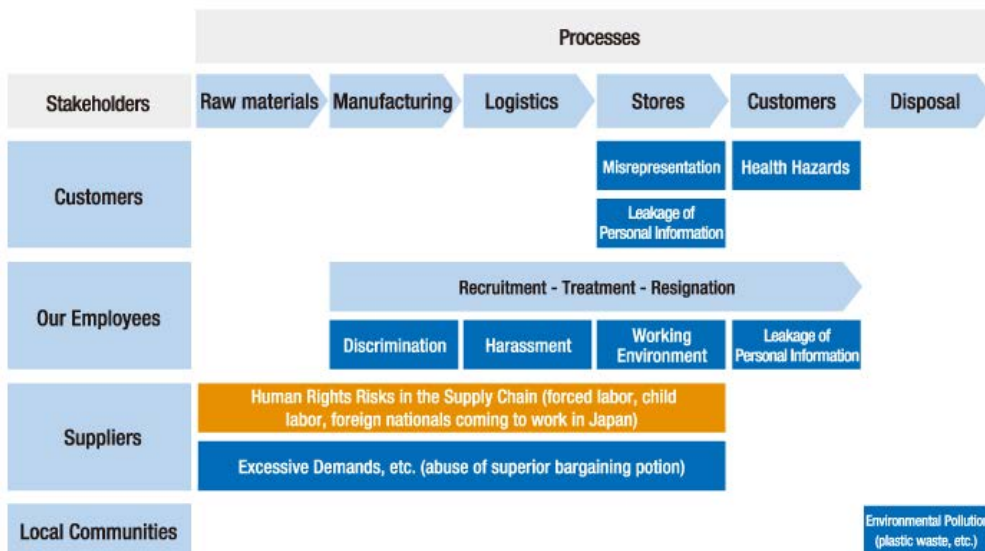 Processes
Stakeholders
Raw materials
Manufacturing
Logistics
Stores
Customers
Disposal
Customers
Misrepresentation
Health Hazards
Leakage of
Personal Information
Our Employees
Recruitment - Treatment - Resignation
Discrimination
Harassment
Working
Environment
Leakage of
Personal Information
Suppliers
Human Rights Risks in the Supply Chain (forced labor, child
labor, foreign nationals coming to work in Japan)
Excessive Demands, etc. (abuse of superior bargaining potion)
Local Communities
Environmental Pollution
(plastic waste, etc.)